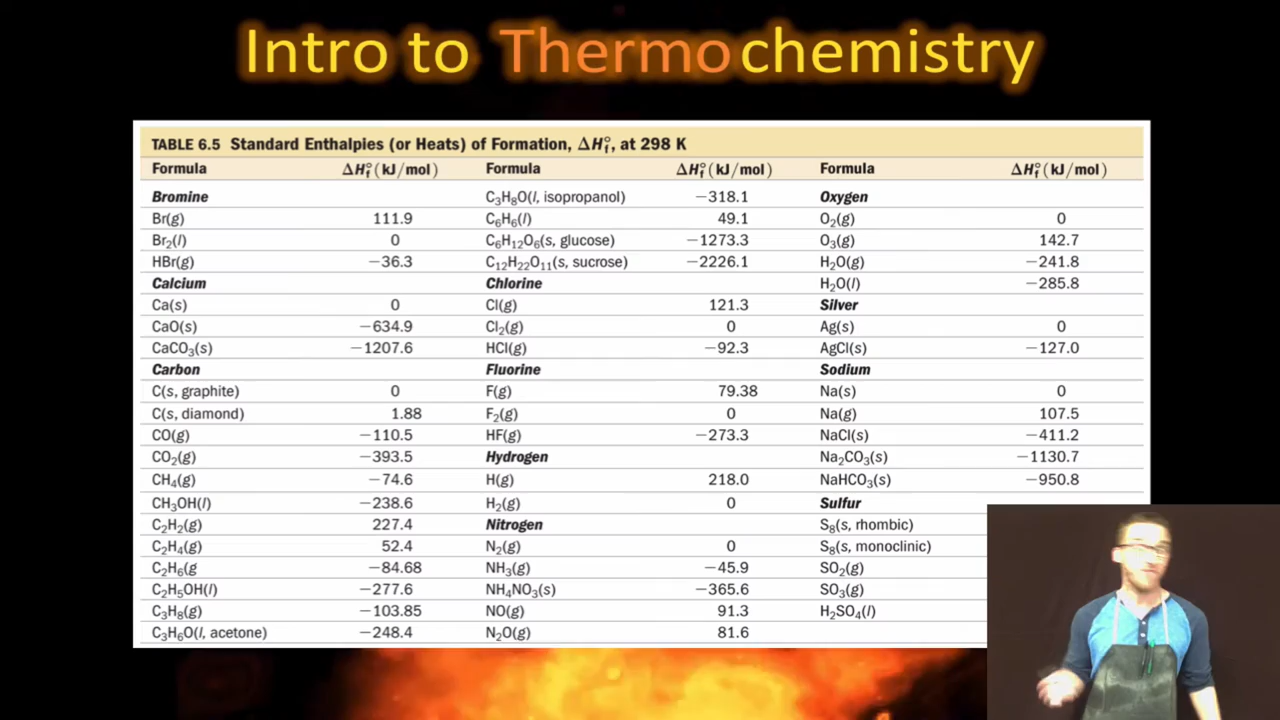 Intro to Thermochemistry
TABLE 6.5 Standard Enthalpies (or Heats) of Formation, ΔH°f, at 298 K
Formula ΔH°f (kJ/mol) Formula ΔH°f (kJ/mol) Formula ΔH°f (kJ/mol)
Bromine C₃H₈O(l, isopropanol) −318.1 Oxygen
Br(g) 111.9 C₆H₆(l) 49.1 O₂(g) 0
Br₂(l) 0 C₆H₁₂O₆(s, glucose) −1273.3 O₃(g) 142.7
HBr(g) −36.3 C₁₂H₂₂O₁₁(s, sucrose) −2226.1 H₂O(g) −241.8
Calcium Chlorine H₂O(l) −285.8
Ca(s) 0 Cl(g) 121.3 Silver
CaO(s) −634.9 Cl₂(g) 0 Ag(s) 0
CaCO₃(s) −1207.6 HCl(g) −92.3 AgCl(s) −127.0
Carbon Fluorine Sodium
C(s, graphite) 0 F(g) 79.38 Na(s) 0
C(s, diamond) 1.88 F₂(g) 0 Na(g) 107.5
CO(g) −110.5 HF(g) −273.3 NaCl(s) −411.2
CO₂(g) −393.5 Hydrogen Na₂CO₃(s) −1130.7
CH₄(g) −74.6 H(g) 218.0 NaHCO₃(s) −950.8
CH₃OH(l) −238.6 H₂(g) 0 Sulfur
C₂H₂(g) 227.4 Nitrogen S₈(s, rhombic)
C₂H₄(g) 52.4 N₂(g) 0 S₈(s, monoclinic)
C₂H₆(g −84.68 NH₃(g) −45.9 SO₂(g)
C₂H₅OH(l) −277.6 NH₄NO₃(s) −365.6 SO₃(g)
C₃H₈(g) −103.85 NO(g) 91.3 H₂SO₄(l)
C₃H₆O(l, acetone) −248.4 N₂O(g) 81.6